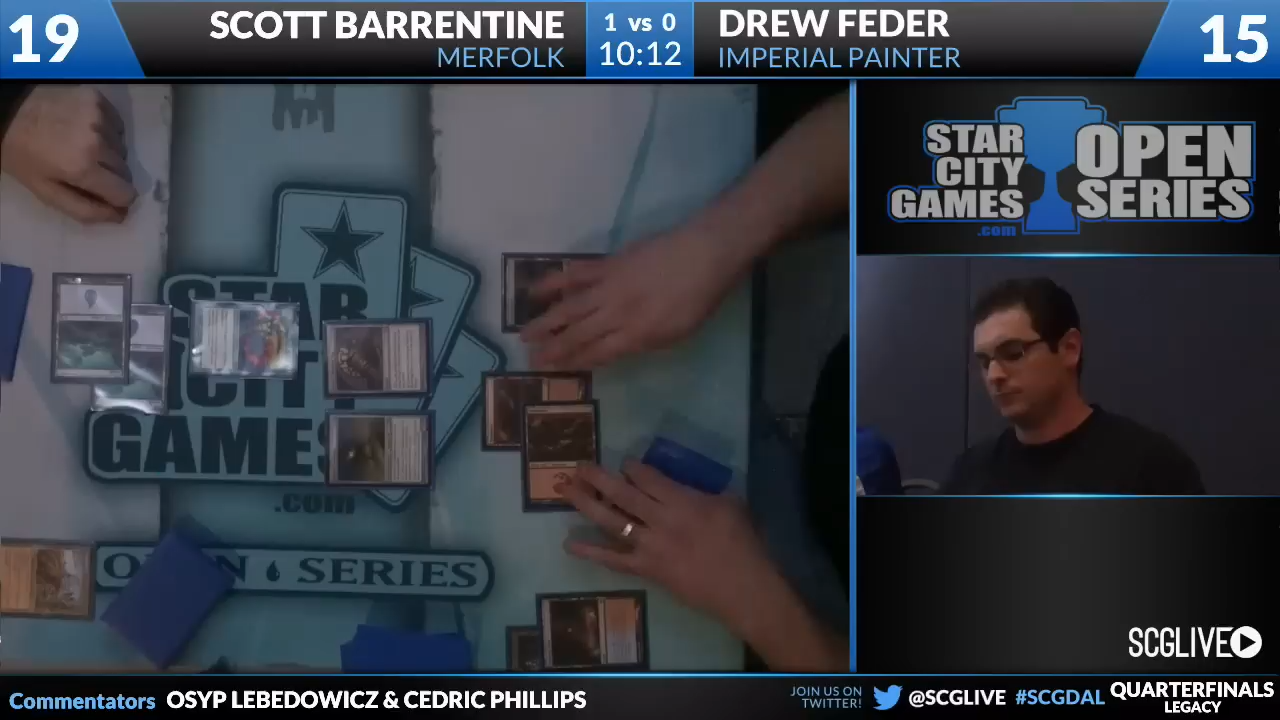 19
SCOTT BARRENTINE
MERFOLK
1 vs 0
10:12
DREW FEDER
IMPERIAL PAINTER
15
STAR
CITY
GAMES
.com
OPEN
SERIES
STAR
CITY
GAMES
.com
OPEN SERIES
SCGLIVE
Commentators OSYP LEBEDOWICZ & CEDRIC PHILLIPS
JOIN US ON
TWITTER!
@SCGLIVE #SCGDAL
QUARTERFINALS
LEGACY